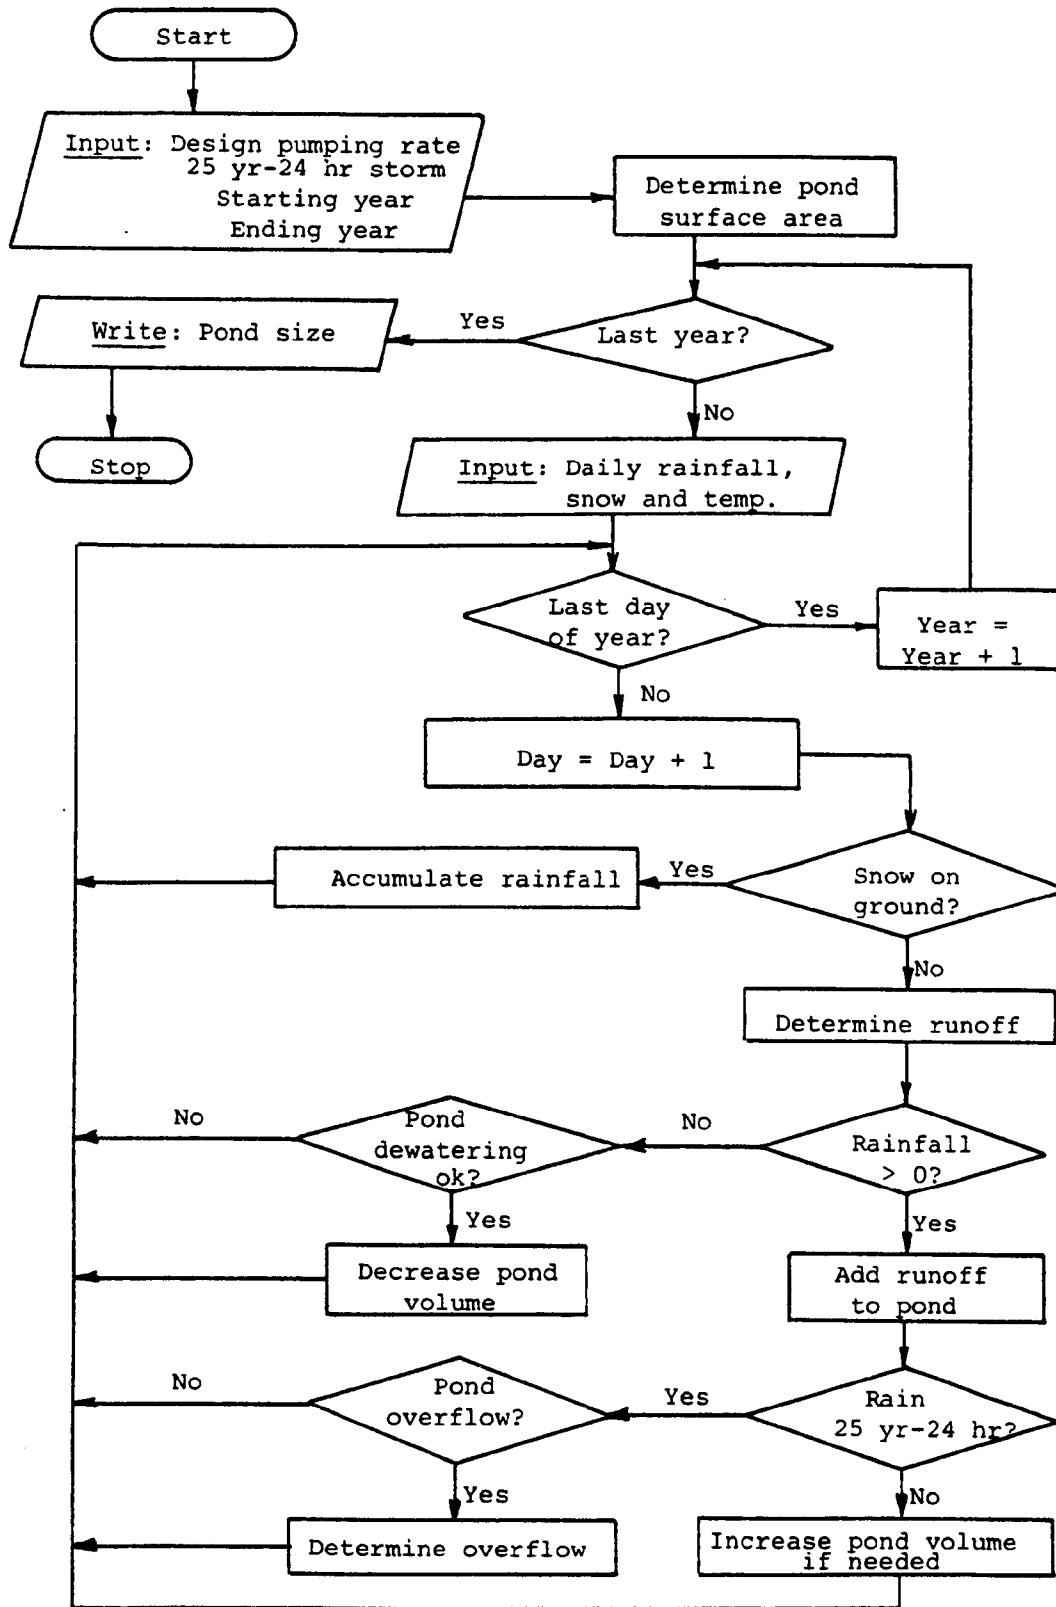 Start
Input: Design pumping rate
25 yr-24 hr storm
Starting year
Ending year
Determine pond
surface area
Last year?
Yes
Write: Pond size
Stop
No
Input: Daily rainfall,
snow and temp.
Last day
of year?
Yes
Year =
Year + 1
No
Day = Day + 1
Snow on
ground?
Yes
Accumulate rainfall
No
Determine runoff
Rainfall
> 0?
No
Pond
dewatering
ok?
No
Yes
Decrease pond
volume
Yes
Add runoff
to pond
Rain
25 yr-24 hr?
Yes
Pond
overflow?
No
Yes
Determine overflow
No
Increase pond volume
if needed